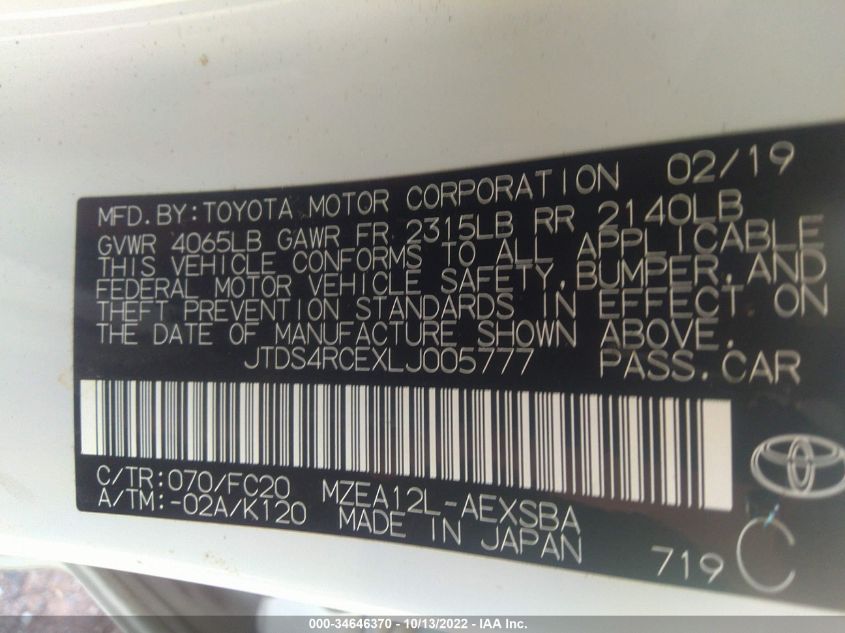 MFD.BY:TOYOTA MOTOR CORPORATION 02/19
GVWR 4065LB GAWR FR 2315LB RR 2140LB
THIS VEHICLE CONFORMS TO ALL APPLICABLE
FEDERAL MOTOR VEHICLE SAFETY,BUMPER,AND
THEFT PREVENTION STANDARDS IN EFFECT ON
THE DATE OF MANUFACTURE SHOWN ABOVE.
JTDS4RCEXLJ005777 PASS.CAR
C/TR:070/FC20 MZEA12L-AEXSBA
A/TM:-02A/K120 MADE IN JAPAN 719 C
000-34646370 - 10/13/2022 - IAA Inc.